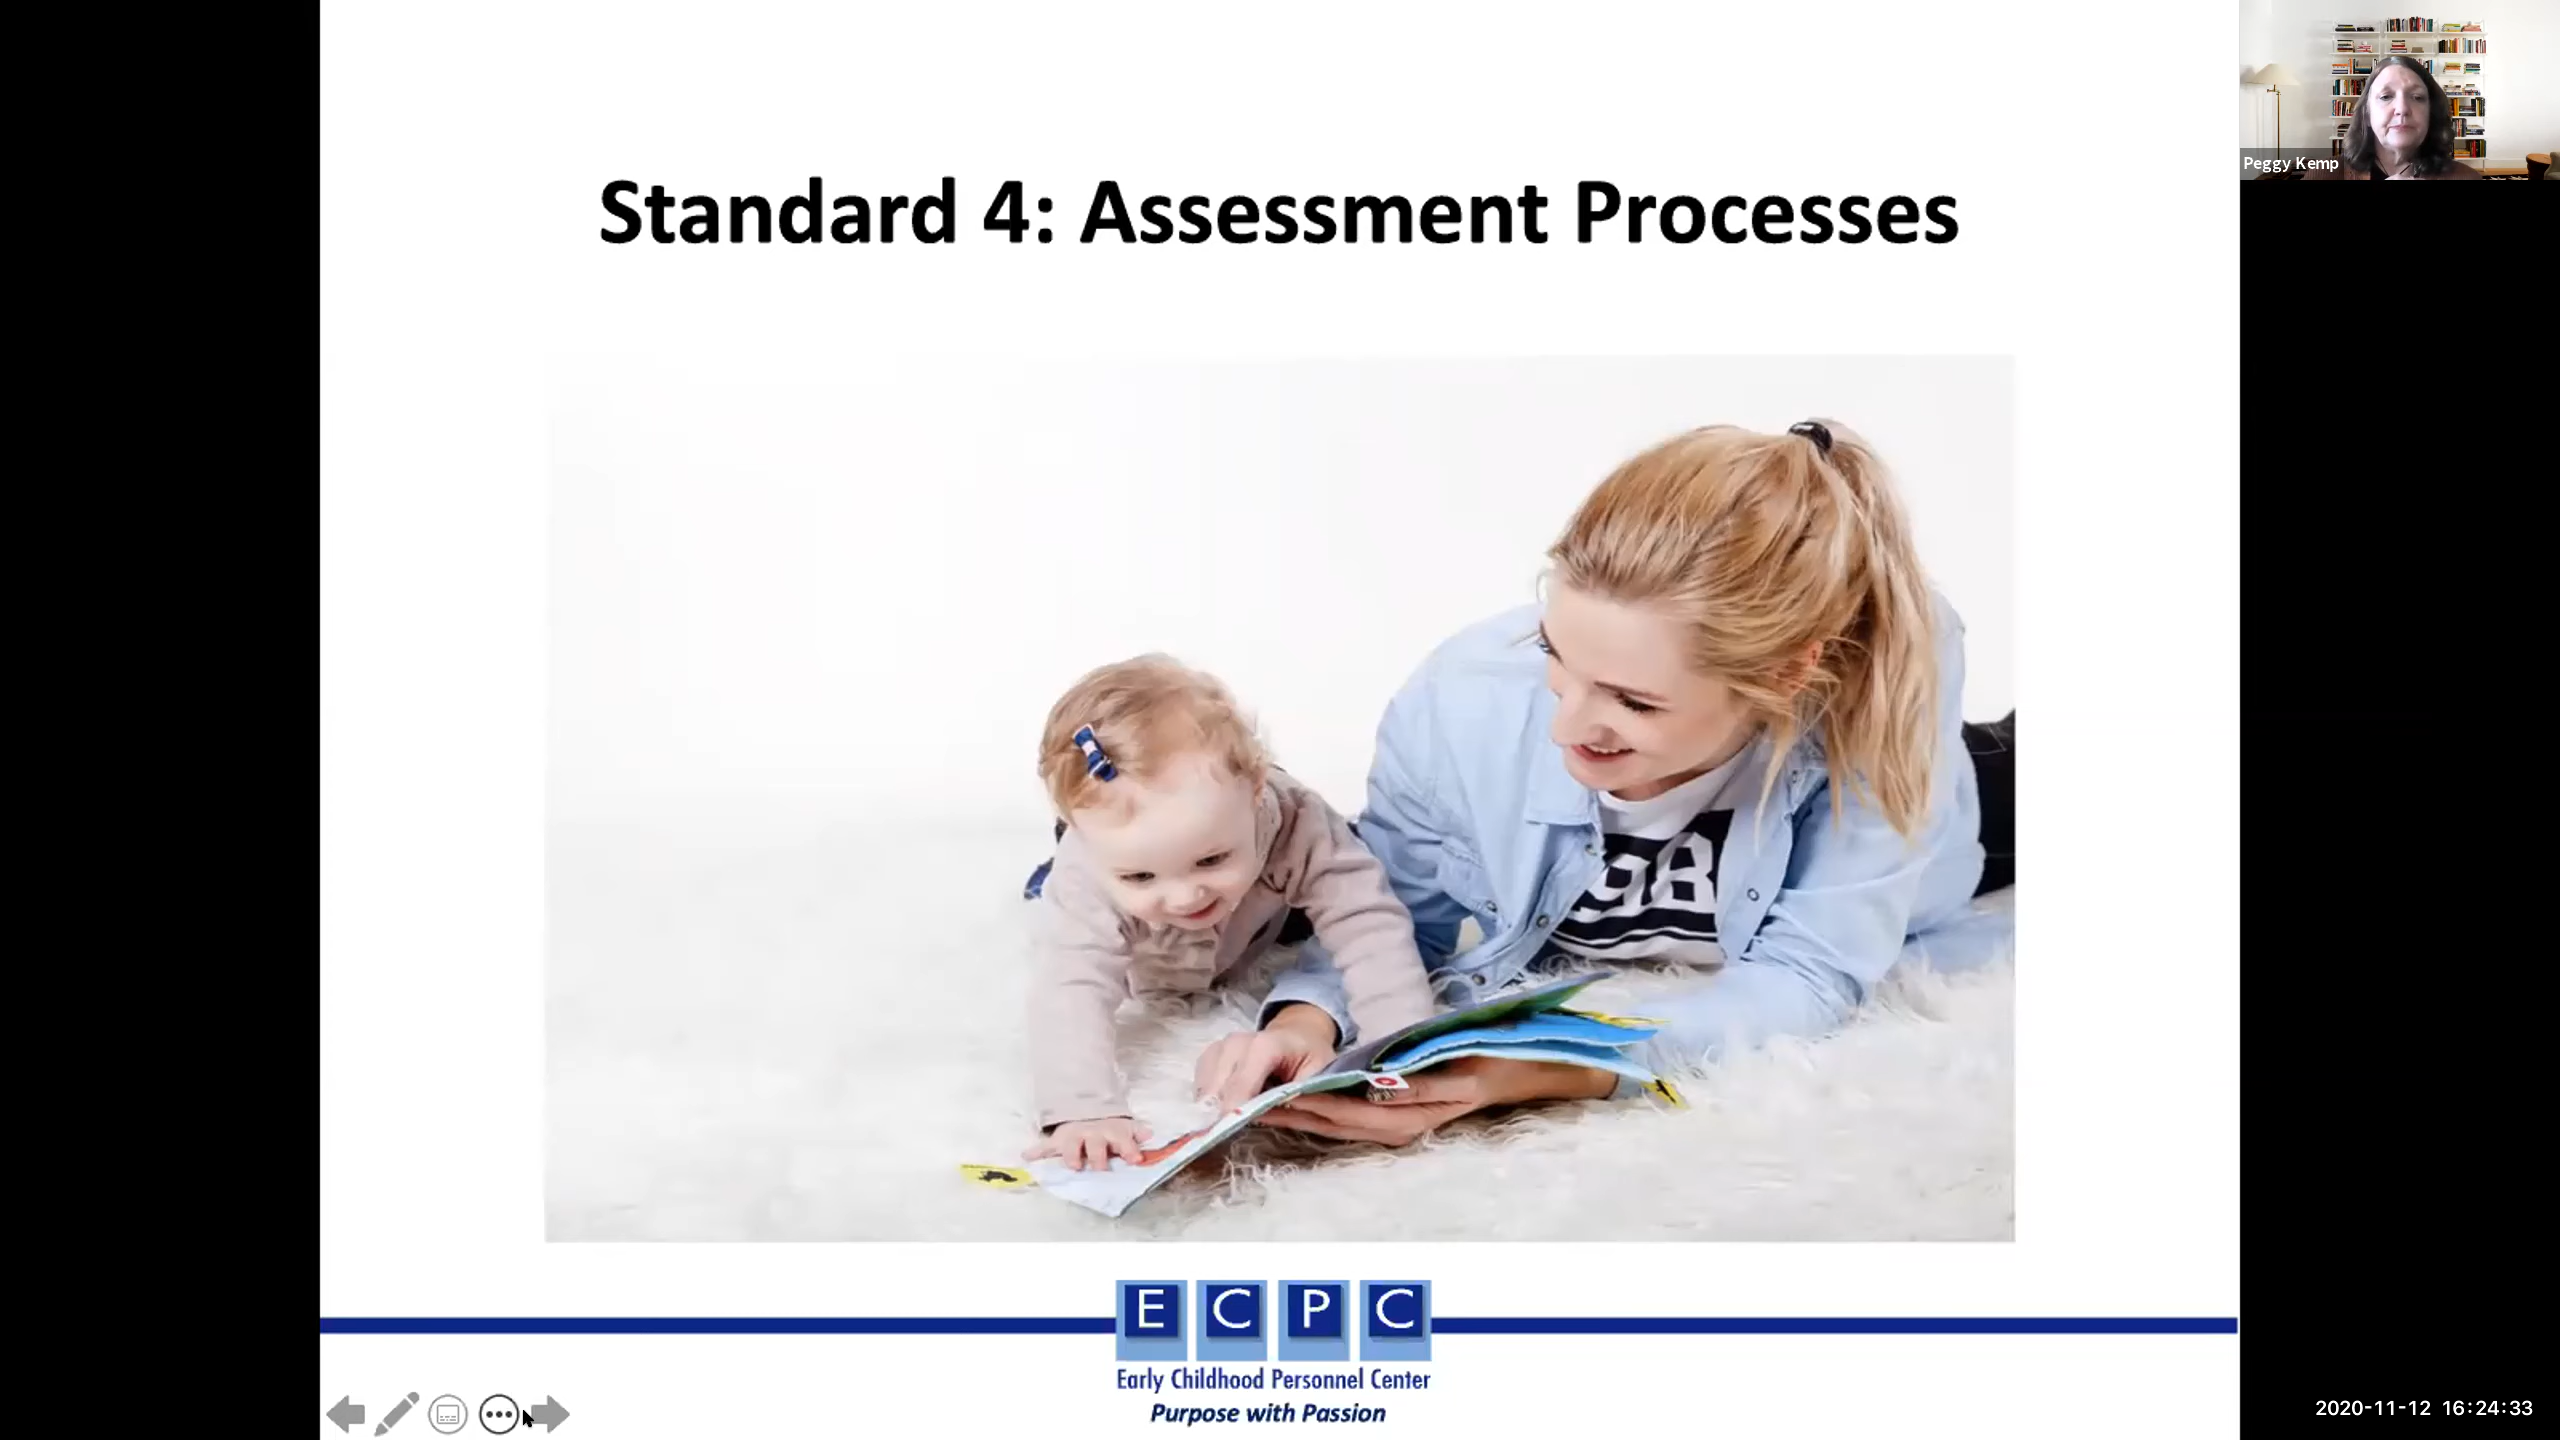 Peggy Kemp
Standard 4: Assessment Processes
98
E C P C
Early Childhood Personnel Center
Purpose with Passion
2020-11-12 16:24:33